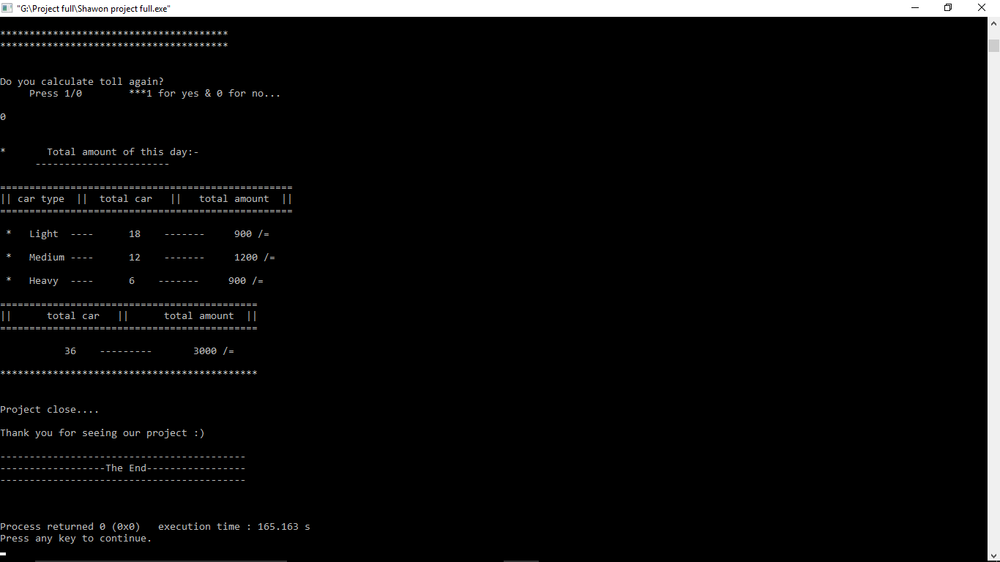 "G:\Project full\Shawon project full.exe"
***************************************
***************************************
Do you calculate toll again?
     Press 1/0        ***1 for yes & 0 for no...
0
*       Total amount of this day:-
      -----------------------
==================================================
|| car type  ||  total car   ||   total amount  ||
==================================================
 *   Light  ----      18    -------     900 /=
 *   Medium ----      12    -------     1200 /=
 *   Heavy  ----      6    -------     900 /=
============================================
||      total car   ||      total amount  ||
============================================
           36    ---------       3000 /=
********************************************
Project close....
Thank you for seeing our project :)
------------------------------------------
------------------The End-----------------
------------------------------------------
Process returned 0 (0x0)   execution time : 165.163 s
Press any key to continue.